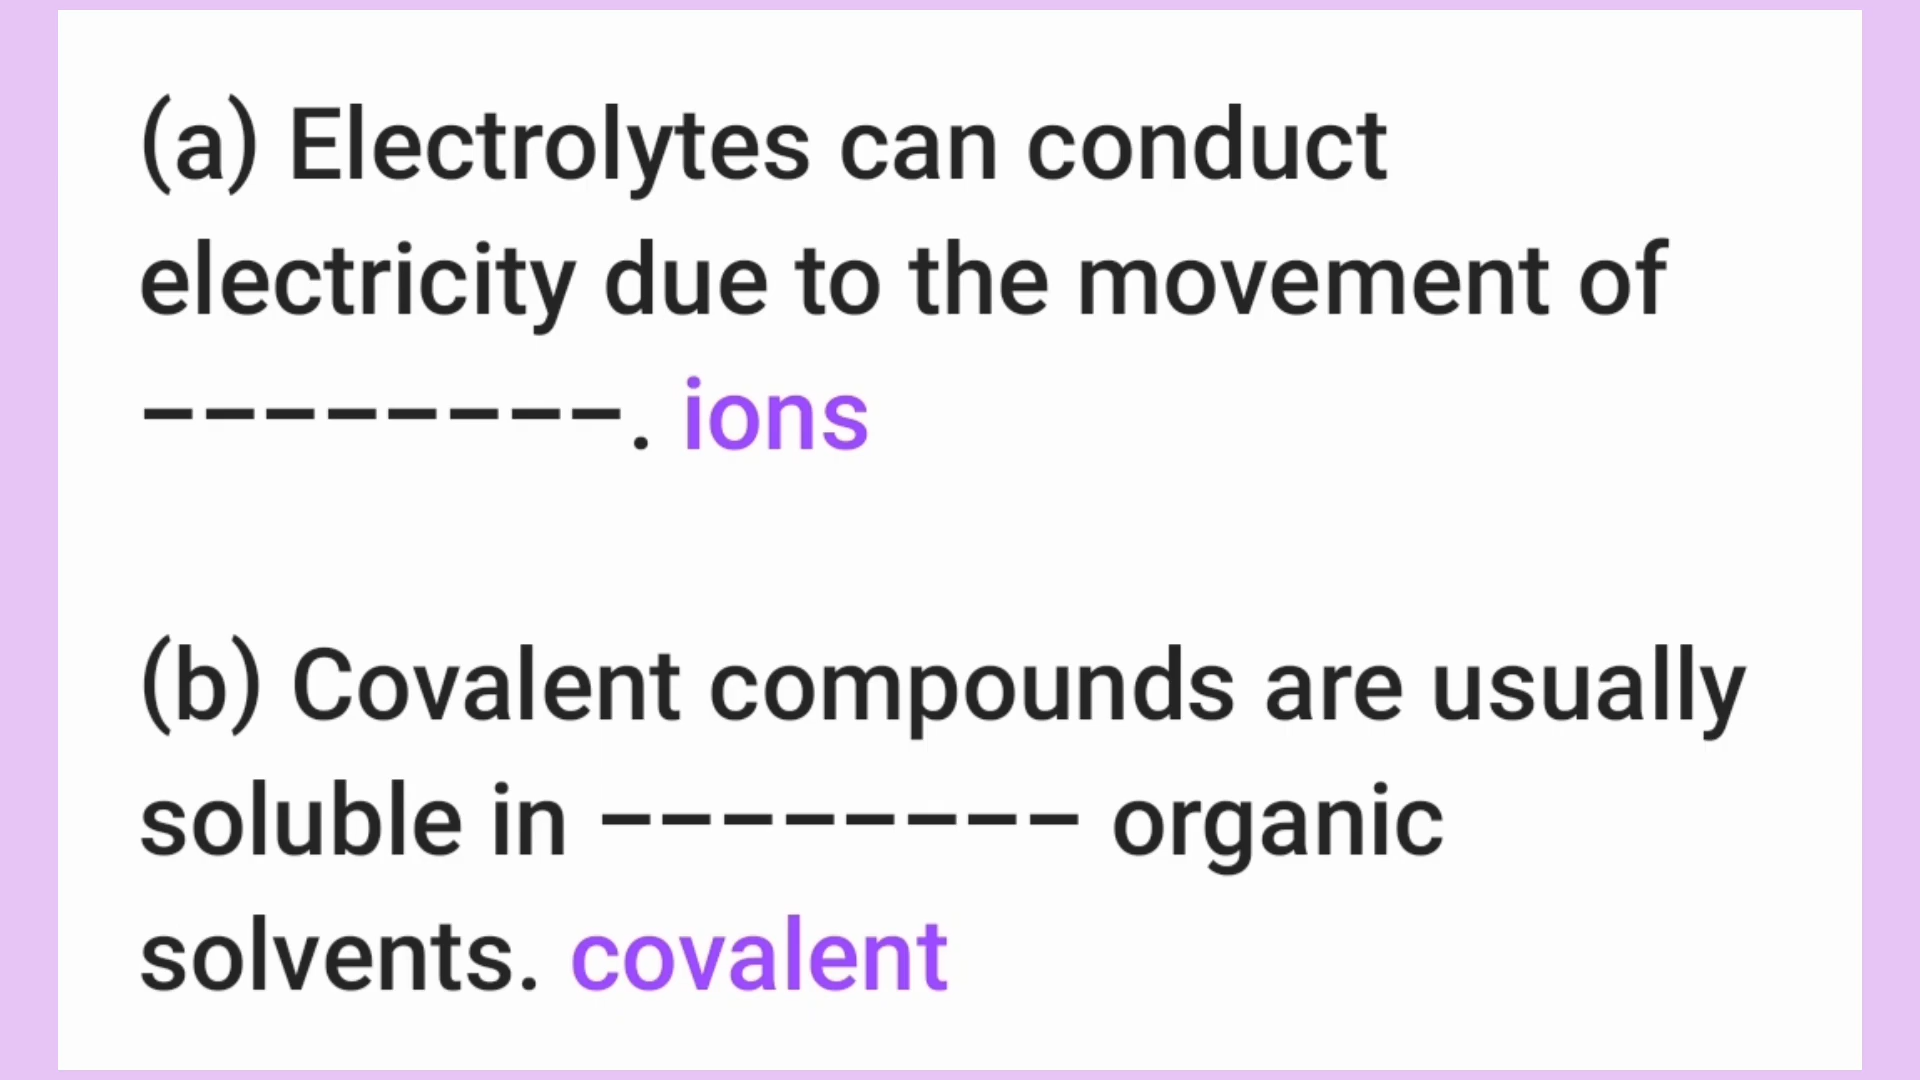 (a) Electrolytes can conduct
electricity due to the movement of
––––––––. ions
(b) Covalent compounds are usually
soluble in –––––––– organic
solvents. covalent